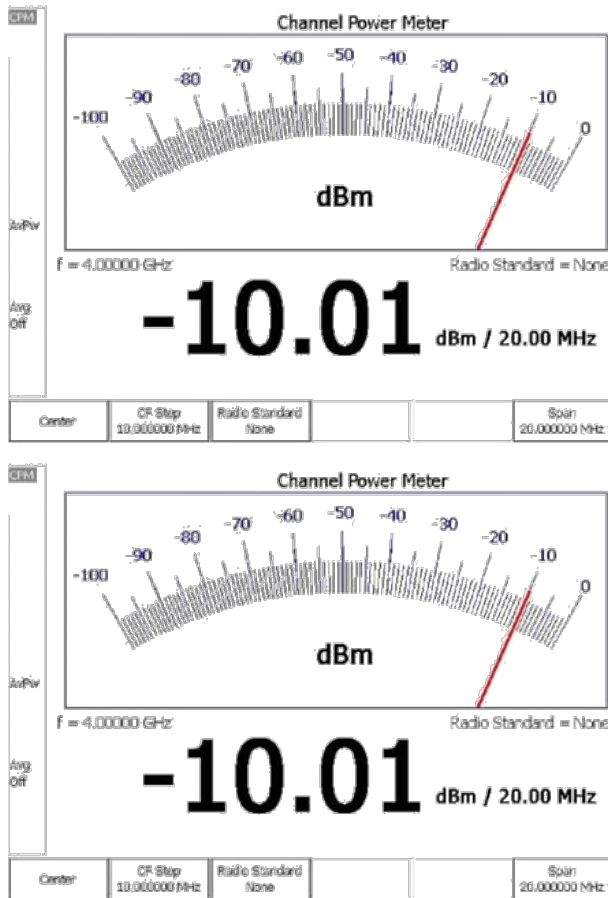 CPM
Channel Power Meter
-100 -90 -80 -70 -60 -50 -40 -30 -20 -10 0
dBm
AvPw
f = 4.00000 GHz
Radio Standard = None
Avg
Off
-10.01 dBm / 20.00 MHz
Center
CF Step
10.000000 MHz
Radio Standard
None
Span
20.000000 MHz
CPM
Channel Power Meter
-100 -90 -80 -70 -60 -50 -40 -30 -20 -10 0
dBm
AvPw
f = 4.00000 GHz
Radio Standard = None
Avg
Off
-10.01 dBm / 20.00 MHz
Center
CF Step
10.000000 MHz
Radio Standard
None
Span
20.000000 MHz